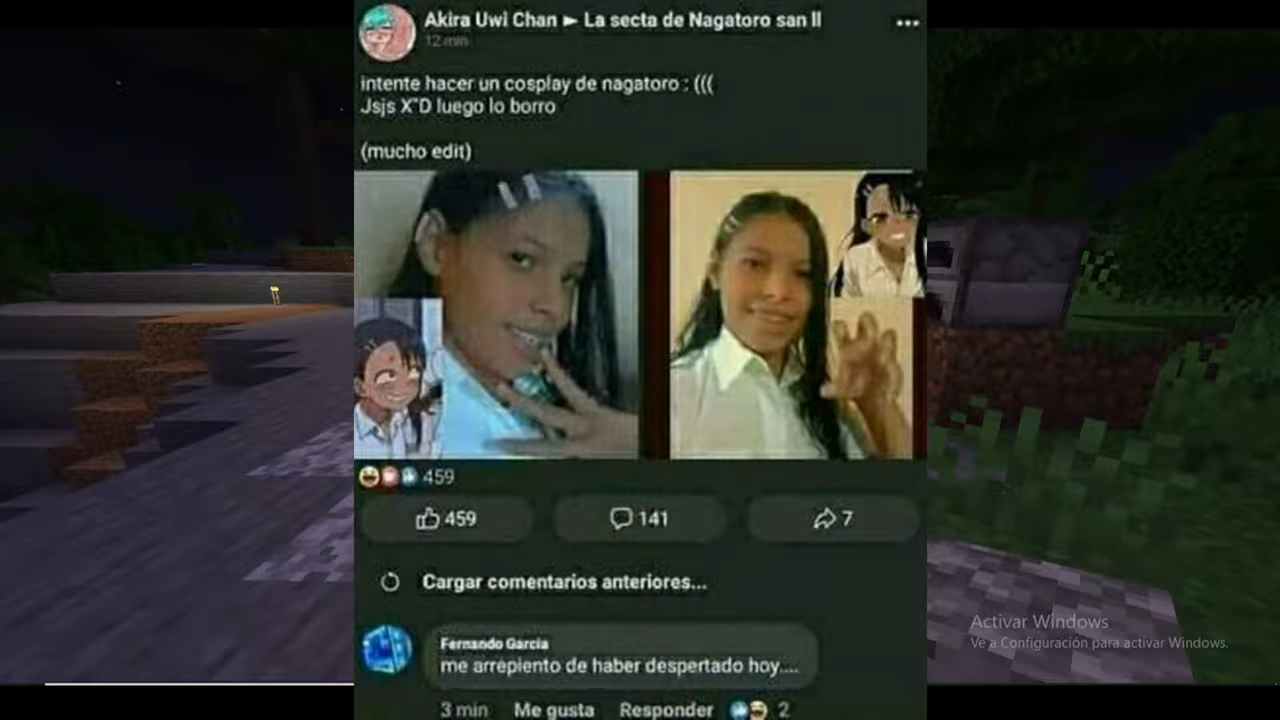 Akira Uwi Chan ► La secta de Nagatoro san ll
12 min
intente hacer un cosplay de nagatoro : (((
Jsjs X"D luego lo borro
(mucho edit)
459
459
141
7
Cargar comentarios anteriores...
Fernando Garcia
me arrepiento de haber despertado hoy....
3 min Me gusta Responder 2
Activar Windows
Ve a Configuración para activar Windows.